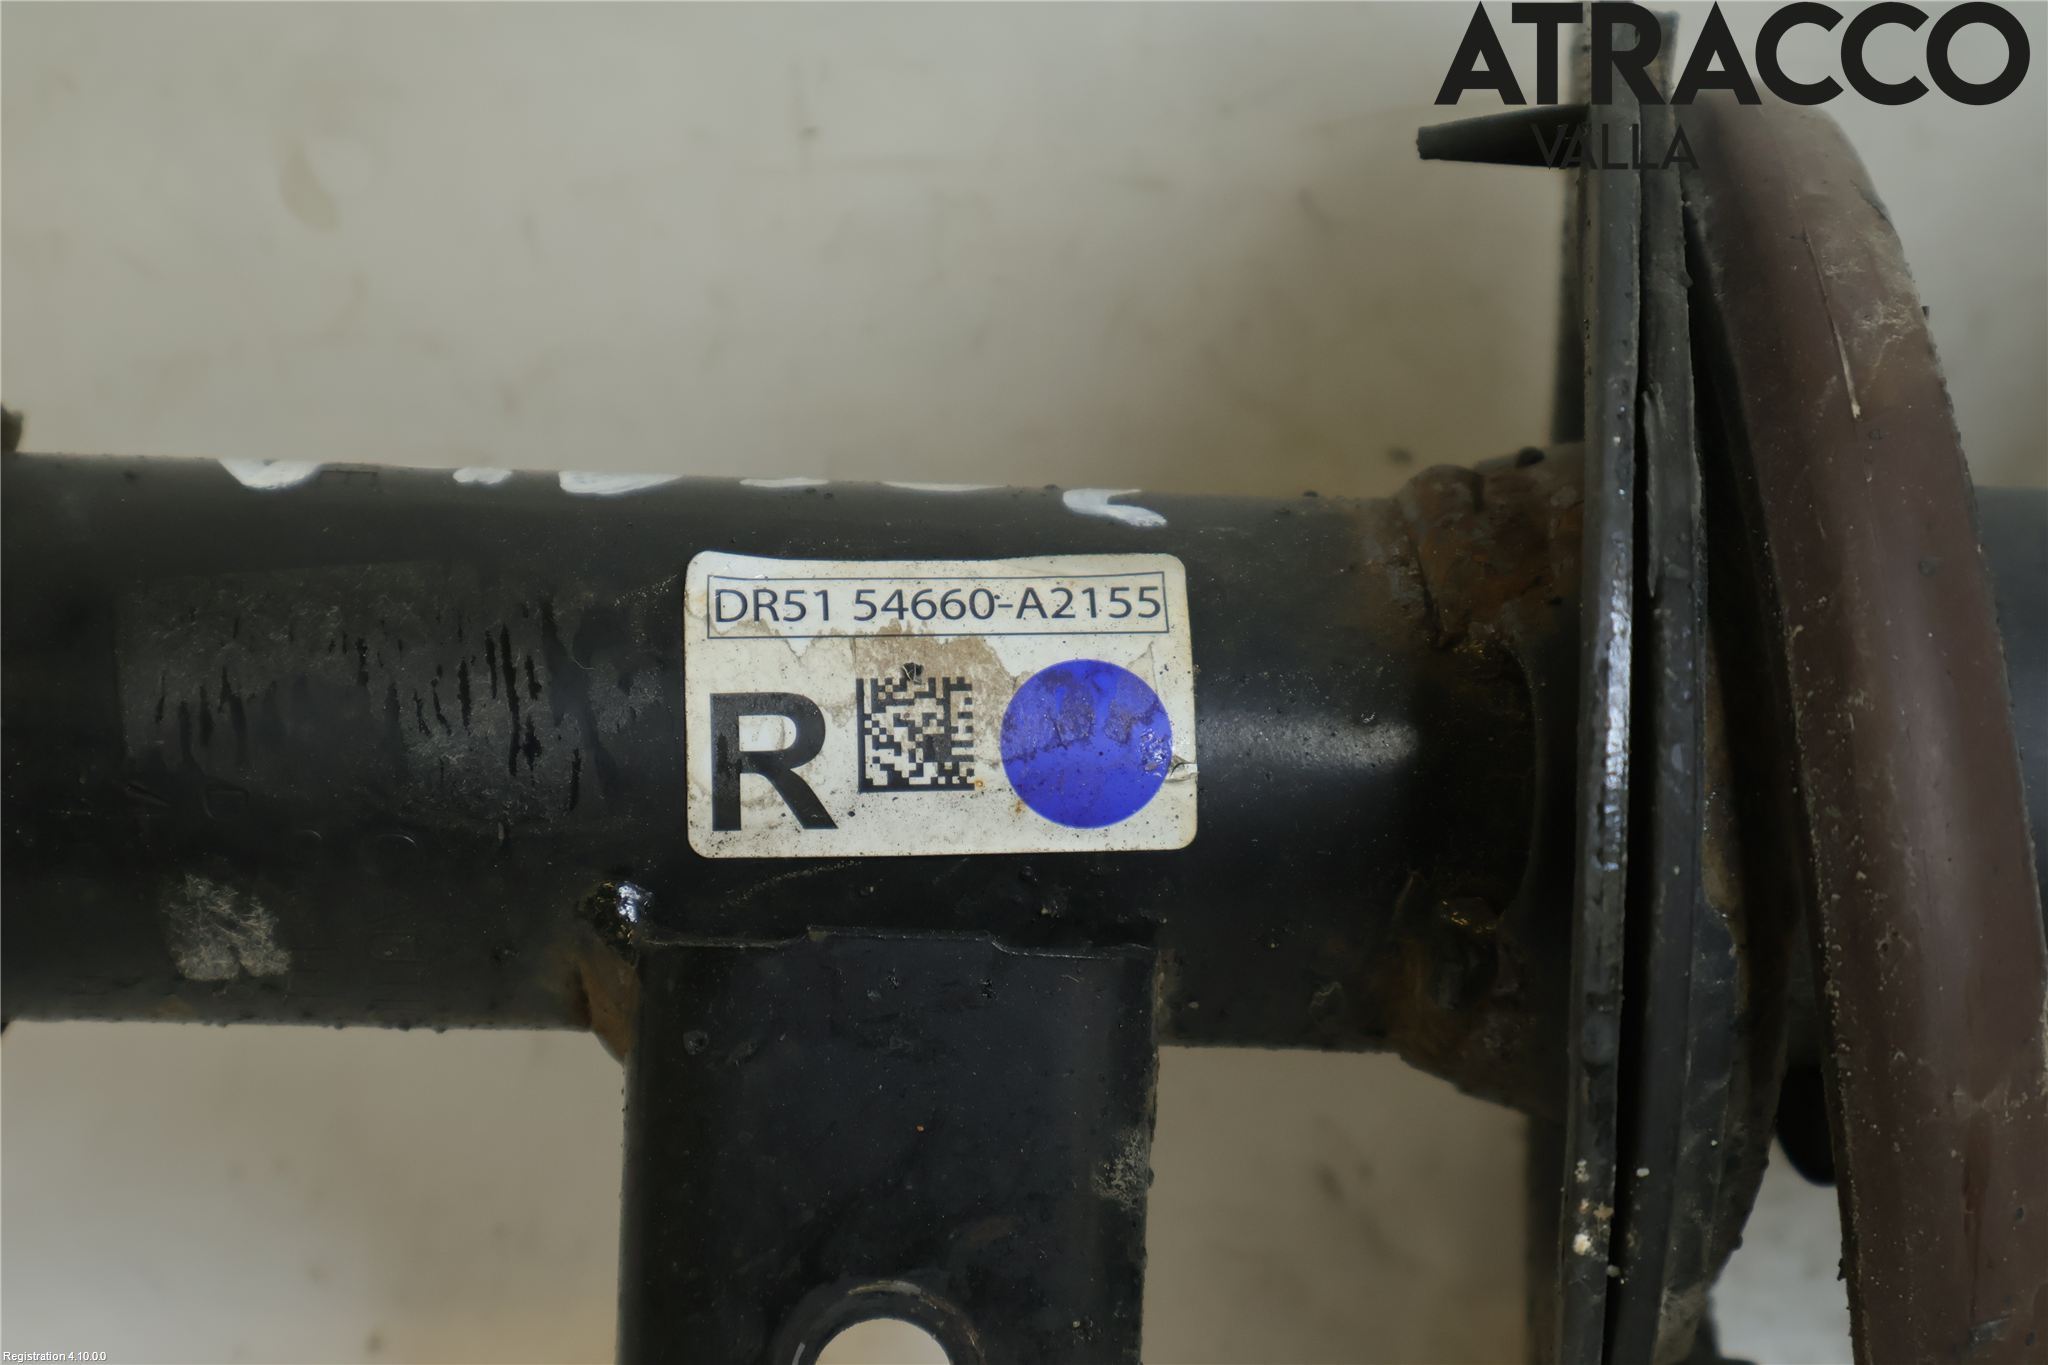 ATRACCO
VALLA
DR51 54660-A2155
R
Registration 4.10.0.0